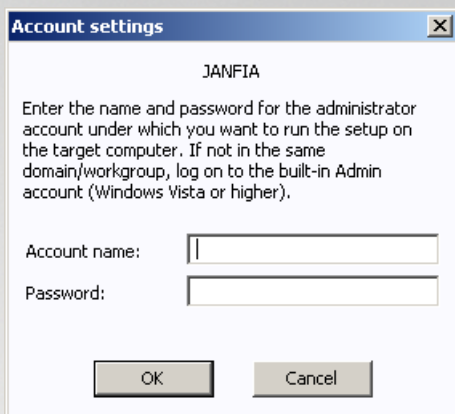 Account settings
JANFIA
Enter the name and password for the administrator
account under which you want to run the setup on
the target computer. If not in the same
domain/workgroup, log on to the built-in Admin
account (Windows Vista or higher).
Account name:
Password:
OK Cancel